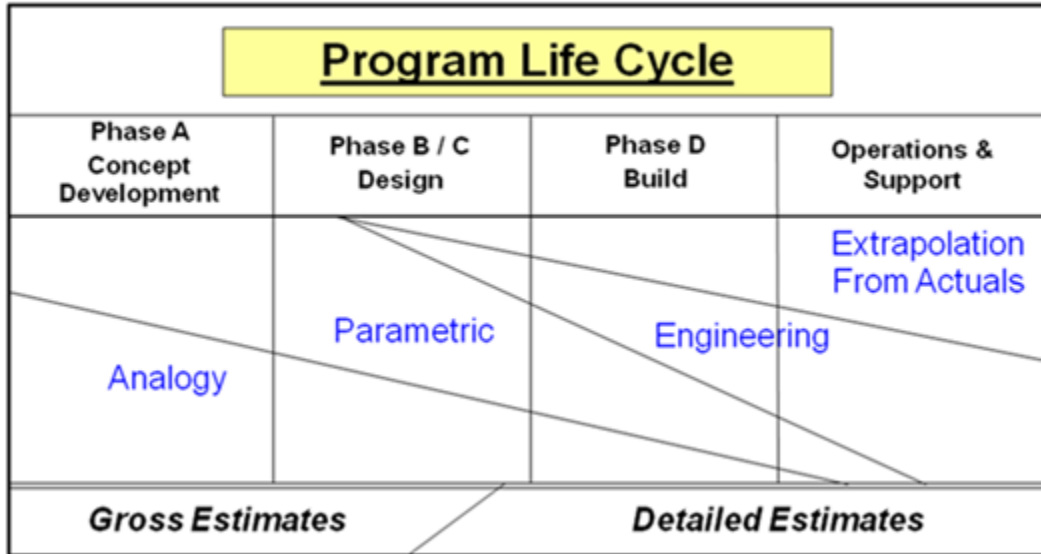 Program Life Cycle
Phase A
Concept
Development
Phase B / C
Design
Phase D
Build
Operations &
Support
Extrapolation
From Actuals
Parametric
Engineering
Analogy
Gross Estimates
Detailed Estimates